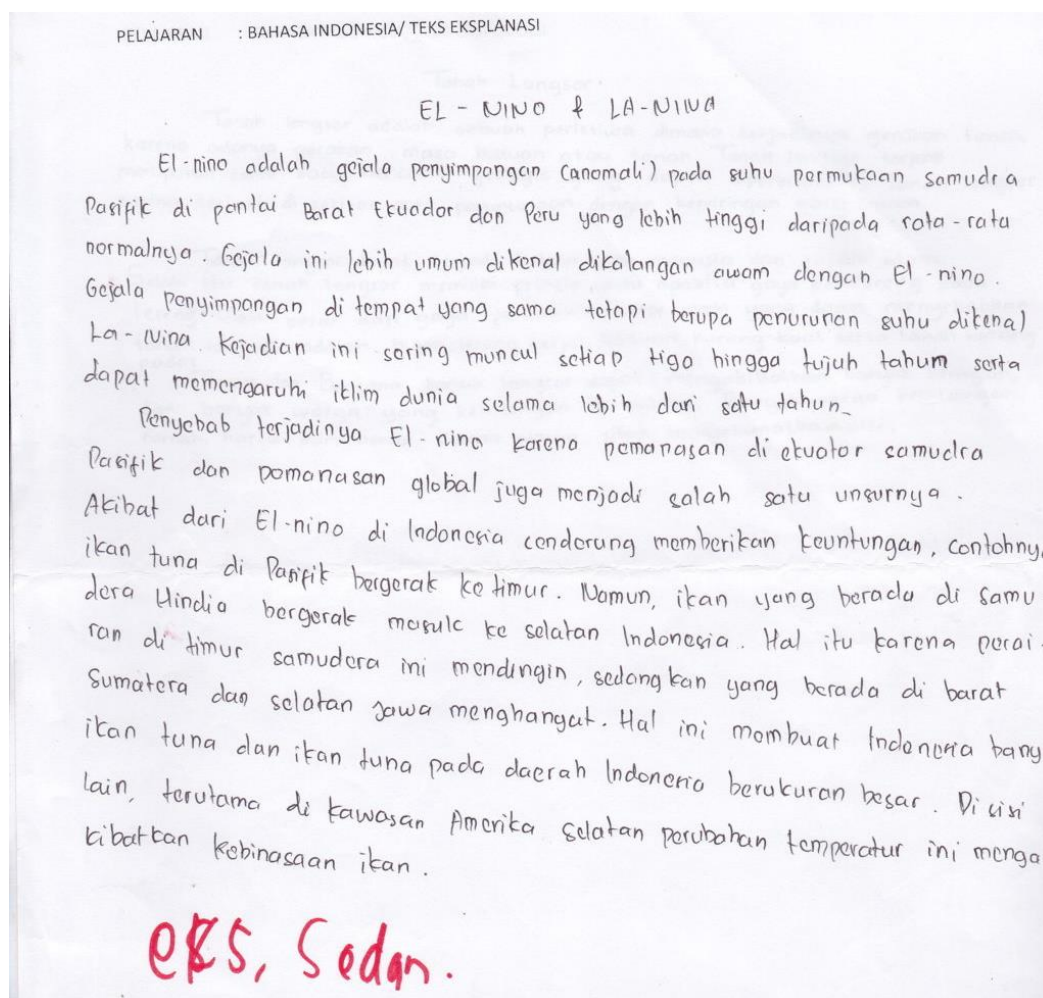 PELAJARAN : BAHASA INDONESIA/ TEKS EKSPLANASI
EL - NINO & LA-NINA
El-nino adalah gejala penyimpangan (anomali) pada suhu permukaan samudra
Pasifik di pantai Barat Ekuador dan Peru yang lebih tinggi daripada rata-rata
normalnya. Gejala ini lebih umum dikenal dikalangan awam dengan El-nino.
Gejala penyimpangan di tempat yang sama tetapi berupa penurunan suhu dikenal
La-Nina. Kejadian ini sering muncul setiap tiga hingga tujuh tahum serta
dapat memengaruhi iklim dunia selama lebih dari satu tahun.
Penyebab terjadinya El-nino karena pemanasan di ekuator samudra
Pasifik dan pemanasan global juga menjadi salah satu unsurnya.
Akibat dari El-nino di Indonesia cenderung memberikan keuntungan, contohny
ikan tuna di Pasifik bergerak ke timur. Namun, ikan yang berada di Samu
dera Hindia bergerak masuk ke selatan Indonesia. Hal itu karena perai-
ran di timur samudera ini mendingin, sedangkan yang berada di barat
Sumatera dan selatan Jawa menghangat. Hal ini membuat Indonesia bany
ikan tuna dan ikan tuna pada daerah Indonesia berukuran besar. Di sisi
lain, terutama di kawasan Amerika selatan perubahan temperatur ini menga
kibatkan kebinasaan ikan.
eks, Sedan.